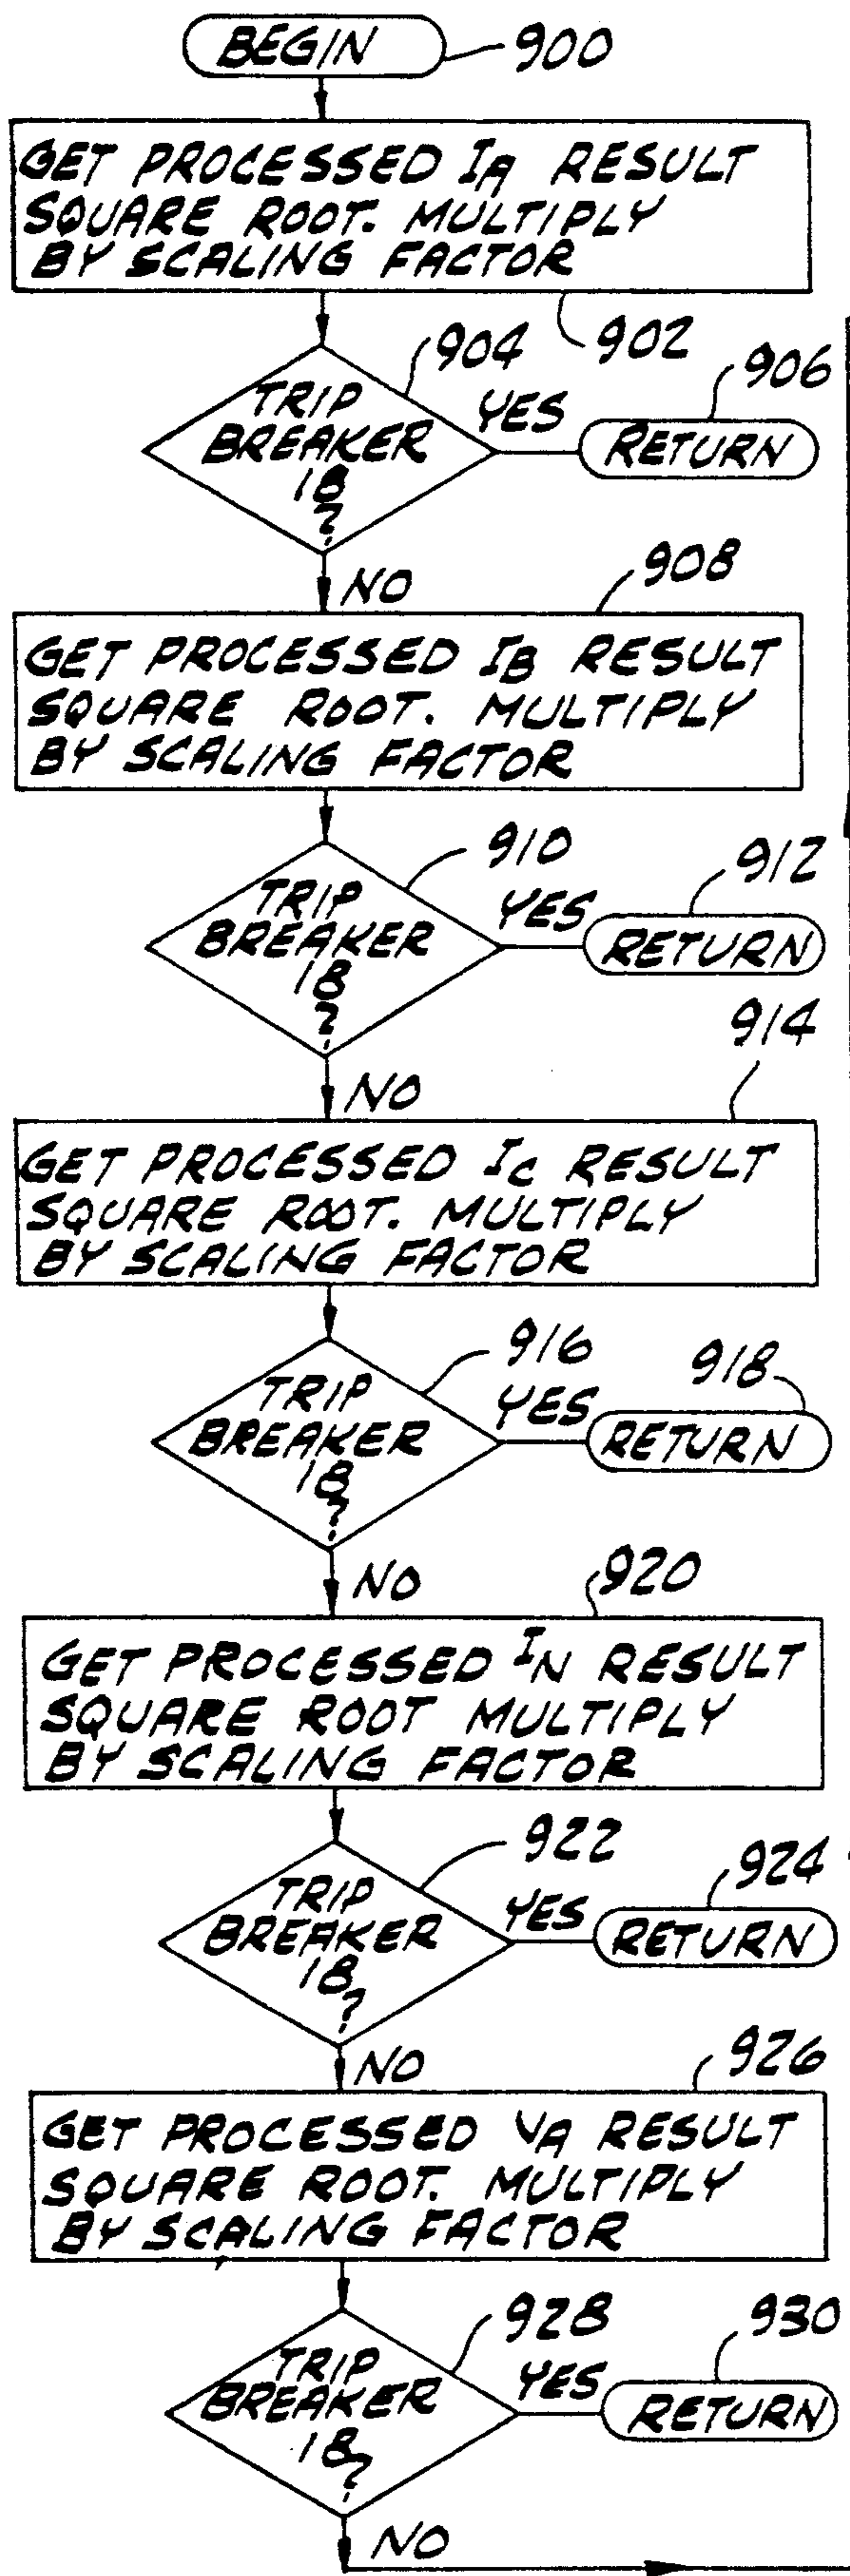 BEGIN 900
GET PROCESSED IA RESULT
SQUARE ROOT. MULTIPLY
BY SCALING FACTOR
902
904
906
TRIP
BREAKER
18
?
YES
RETURN
NO
908
GET PROCESSED IB RESULT
SQUARE ROOT. MULTIPLY
BY SCALING FACTOR
910
912
TRIP
BREAKER
18
?
YES
RETURN
NO
914
GET PROCESSED IC RESULT
SQUARE ROOT. MULTIPLY
BY SCALING FACTOR
916
918
TRIP
BREAKER
18
?
YES
RETURN
NO
920
GET PROCESSED IN RESULT
SQUARE ROOT MULTIPLY
BY SCALING FACTOR
922
924
TRIP
BREAKER
18
?
YES
RETURN
NO
926
GET PROCESSED VA RESULT
SQUARE ROOT. MULTIPLY
BY SCALING FACTOR
928
930
TRIP
BREAKER
18
?
YES
RETURN
NO